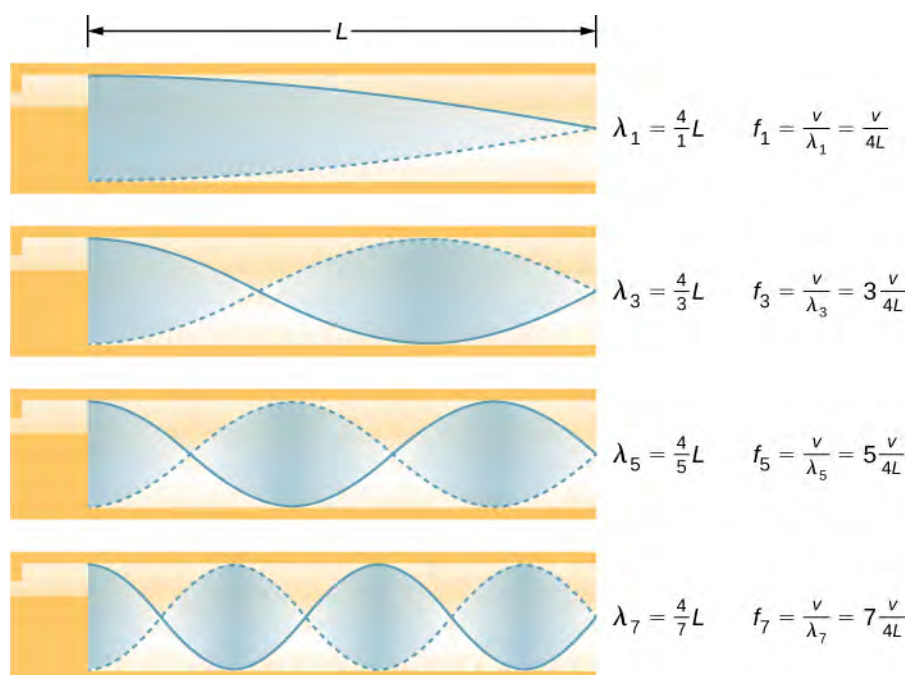 L
λ₁ = 4/1 L f₁ = v/λ₁ = v/4L
λ₃ = 4/3 L f₃ = v/λ₃ = 3 v/4L
λ₅ = 4/5 L f₅ = v/λ₅ = 5 v/4L
λ₇ = 4/7 L f₇ = v/λ₇ = 7 v/4L